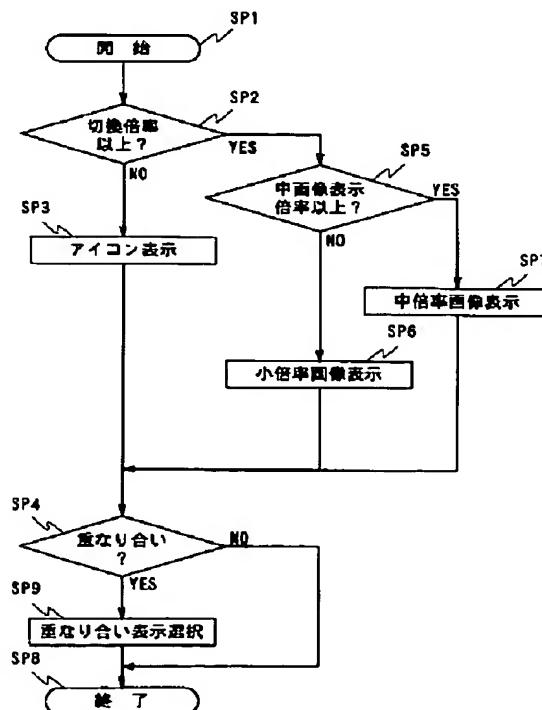 SP1
開 始
SP2
切換倍率
以上?
YES
NO
SP5
中画像表示
倍率以上?
YES
NO
SP3
アイコン表示
SP7
中倍率画像表示
SP6
小倍率画像表示
SP4
重なり合い
?
NO
YES
SP9
重なり合い表示選択
SP8
終 了